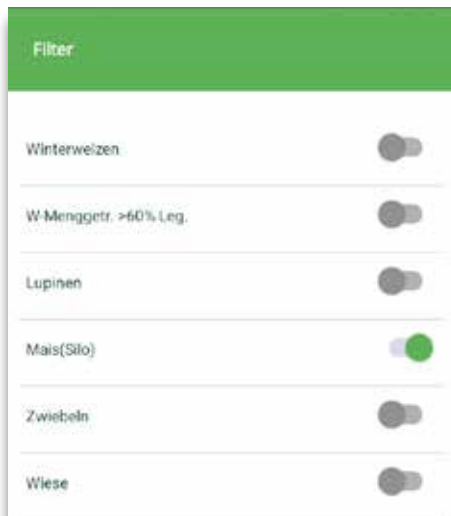 Filter
Winterweizen
W-Menggetr. >60% Leg.
Lupinen
Mais(Silo)
Zwiebeln
Wiese